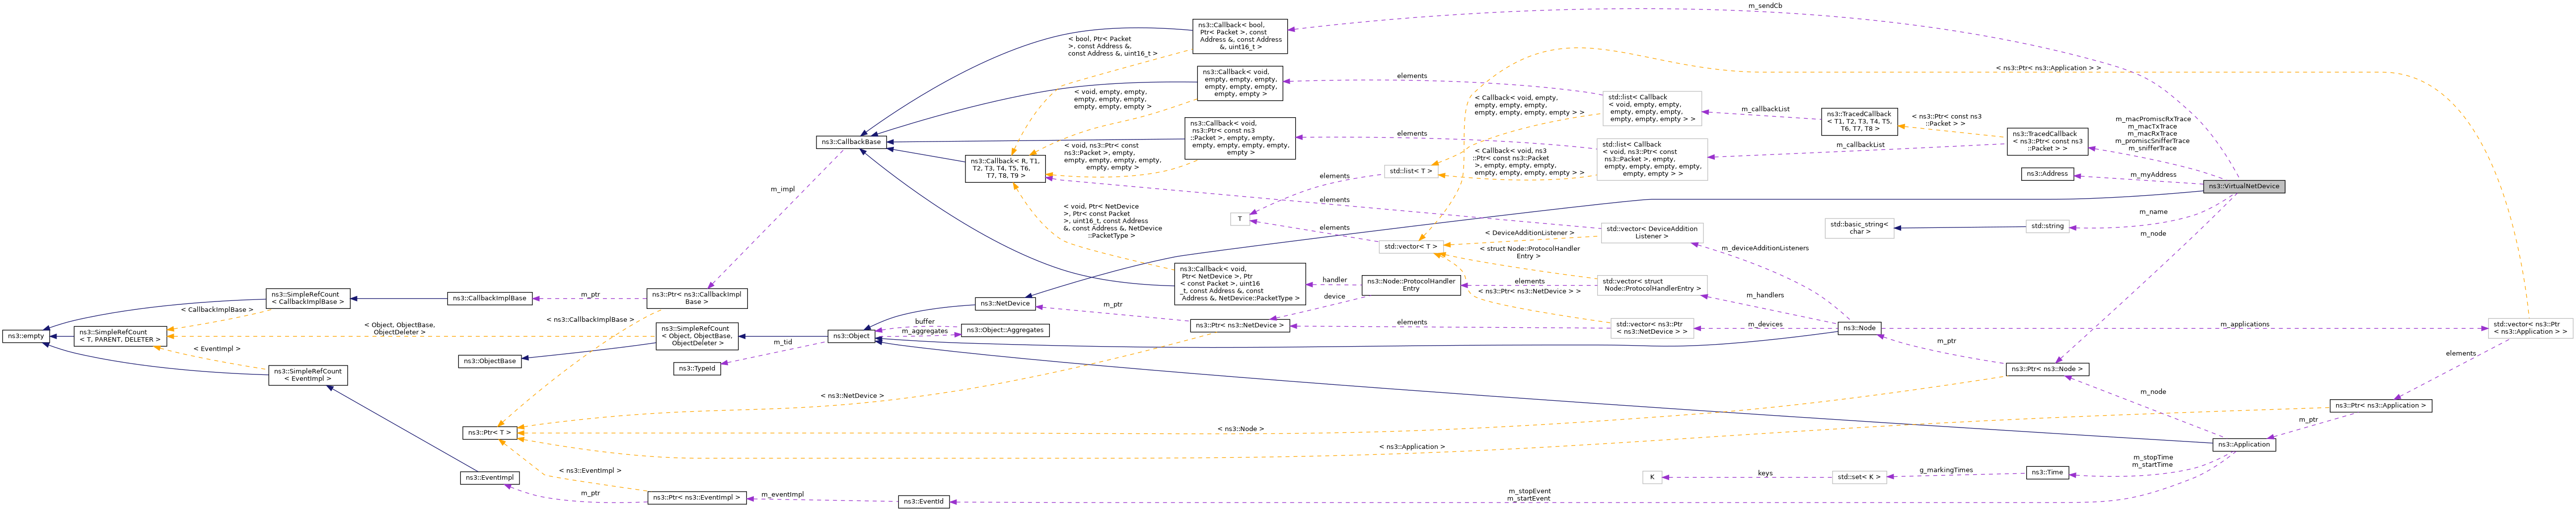 m_sendCb
ns3::Callback< bool,
Ptr< Packet >, const
Address &, const Address
&, uint16_t >
< bool, Ptr< Packet
>, const Address &,
const Address &, uint16_t >
< ns3::Ptr< ns3::Application > >
ns3::Callback< void,
empty, empty, empty,
empty, empty, empty,
empty, empty >
elements
< void, empty, empty,
empty, empty, empty,
empty, empty, empty >
std::list< Callback
< void, empty, empty,
empty, empty, empty,
empty, empty, empty > >
< Callback< void, empty,
empty, empty, empty,
empty, empty, empty, empty > >
m_callbackList
ns3::TracedCallback
< T1, T2, T3, T4, T5,
T6, T7, T8 >
< ns3::Ptr< const ns3
::Packet > >
ns3::TracedCallback
< ns3::Ptr< const ns3
::Packet > >
m_macPromiscRxTrace
m_macTxTrace
m_macRxTrace
m_promiscSnifferTrace
m_snifferTrace
ns3::CallbackBase
ns3::Callback< void,
ns3::Ptr< const ns3
::Packet >, empty, empty,
empty, empty, empty, empty,
empty >
elements
std::list< Callback
< void, ns3::Ptr< const
ns3::Packet >, empty,
empty, empty, empty, empty,
empty, empty > >
m_callbackList
< void, ns3::Ptr< const
ns3::Packet >, empty,
empty, empty, empty, empty,
empty, empty >
< Callback< void, ns3
::Ptr< const ns3::Packet
>, empty, empty, empty,
empty, empty, empty, empty > >
ns3::Callback< R, T1,
T2, T3, T4, T5, T6,
T7, T8, T9 >
std::list< T >
elements
ns3::Address
m_myAddress
ns3::VirtualNetDevice
m_impl
elements
T
elements
< void, Ptr< NetDevice
>, Ptr< const Packet
>, uint16_t, const Address
&, const Address &, NetDevice
::PacketType >
std::vector< DeviceAddition
Listener >
< DeviceAdditionListener >
std::basic_string<
char >
std::string
m_name
m_node
std::vector< T >
< struct Node::ProtocolHandler
Entry >
m_deviceAdditionListeners
ns3::Callback< void,
Ptr< NetDevice >, Ptr
< const Packet >, uint16
_t, const Address &, const
Address &, NetDevice::PacketType >
handler
ns3::Node::ProtocolHandler
Entry
elements
std::vector< struct
Node::ProtocolHandlerEntry >
< ns3::Ptr< ns3::NetDevice > >
m_handlers
device
ns3::SimpleRefCount
< CallbackImplBase >
ns3::CallbackImplBase
m_ptr
ns3::Ptr< ns3::CallbackImpl
Base >
ns3::NetDevice
m_ptr
< CallbackImplBase >
< ns3::CallbackImplBase >
ns3::empty
ns3::SimpleRefCount
< T, PARENT, DELETER >
< Object, ObjectBase,
ObjectDeleter >
ns3::SimpleRefCount
< Object, ObjectBase,
ObjectDeleter >
ns3::Object
buffer
m_aggregates
ns3::Object::Aggregates
ns3::Ptr< ns3::NetDevice >
elements
std::vector< ns3::Ptr
< ns3::NetDevice > >
m_devices
ns3::Node
m_applications
std::vector< ns3::Ptr
< ns3::Application > >
m_ptr
elements
< EventImpl >
ns3::ObjectBase
ns3::TypeId
m_tid
ns3::SimpleRefCount
< EventImpl >
ns3::Ptr< ns3::Node >
< ns3::NetDevice >
m_node
ns3::Ptr< ns3::Application >
m_ptr
ns3::Ptr< T >
< ns3::Node >
< ns3::Application >
ns3::Application
< ns3::EventImpl >
ns3::EventImpl
m_ptr
ns3::Ptr< ns3::EventImpl >
m_eventImpl
ns3::EventId
K
keys
std::set< K >
g_markingTimes
ns3::Time
m_stopTime
m_startTime
m_stopEvent
m_startEvent